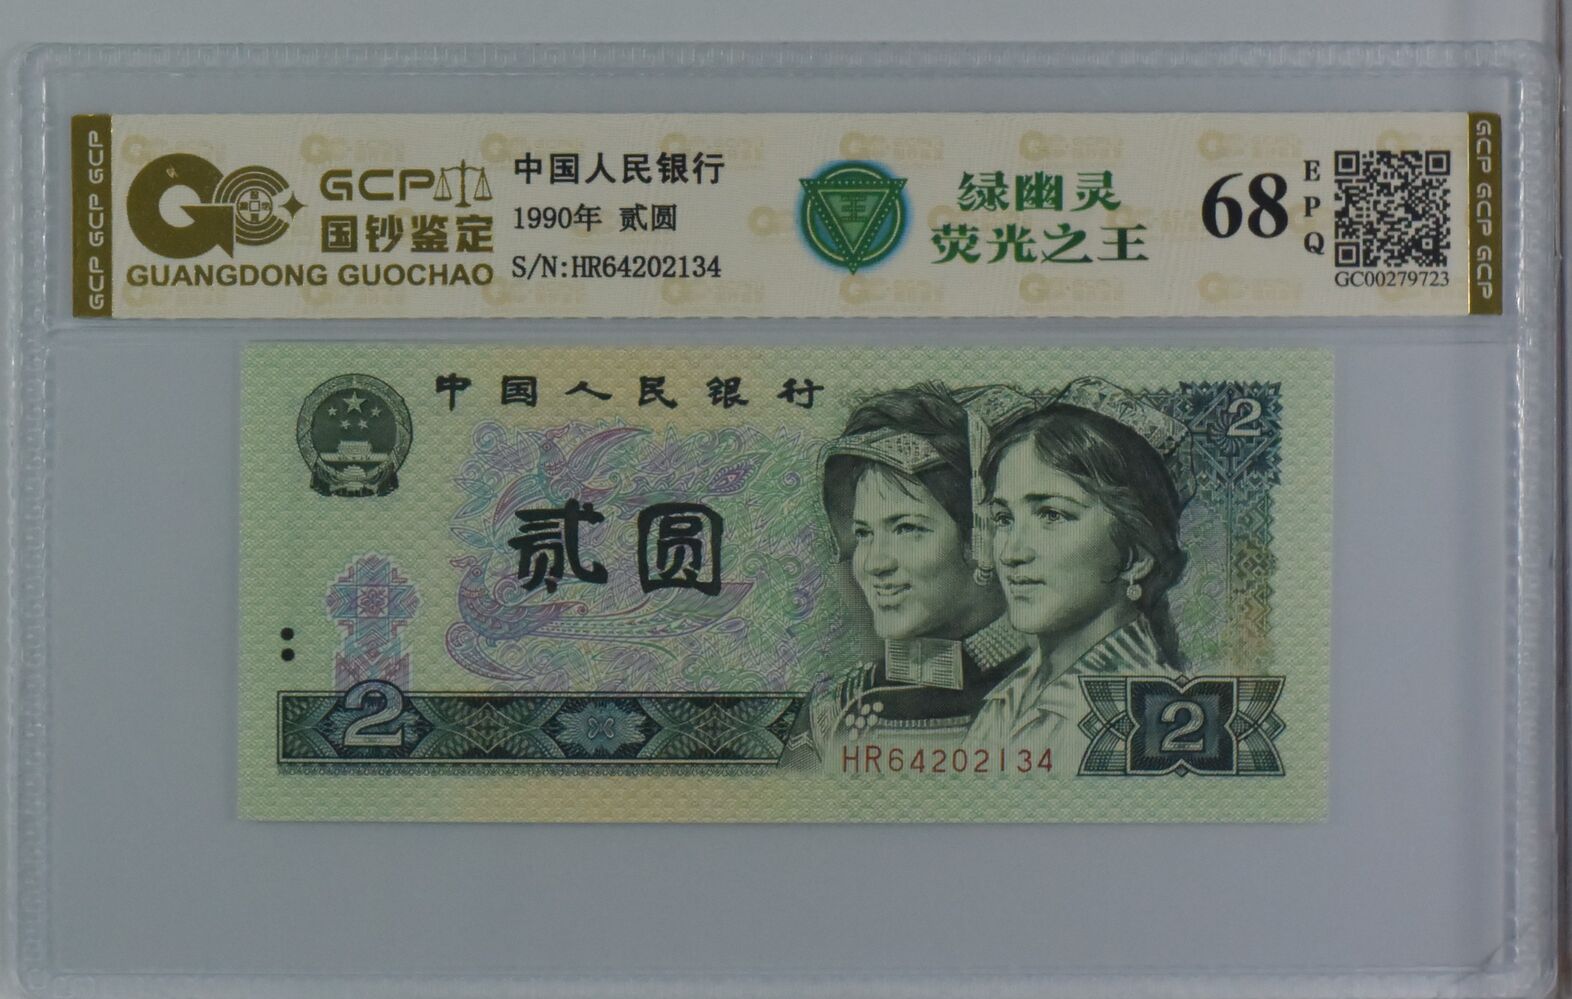 GCP
国钞鉴定
GUANGDONG GUOCHAO
中国人民银行
1990年 贰圆
S/N:HR64202134
王
绿幽灵
荧光之王
68
EPQ
GC00279723
GCP GCP GCP
GCP GCP GCP
中国人民银行
2
贰圆
2
HR64202134
2